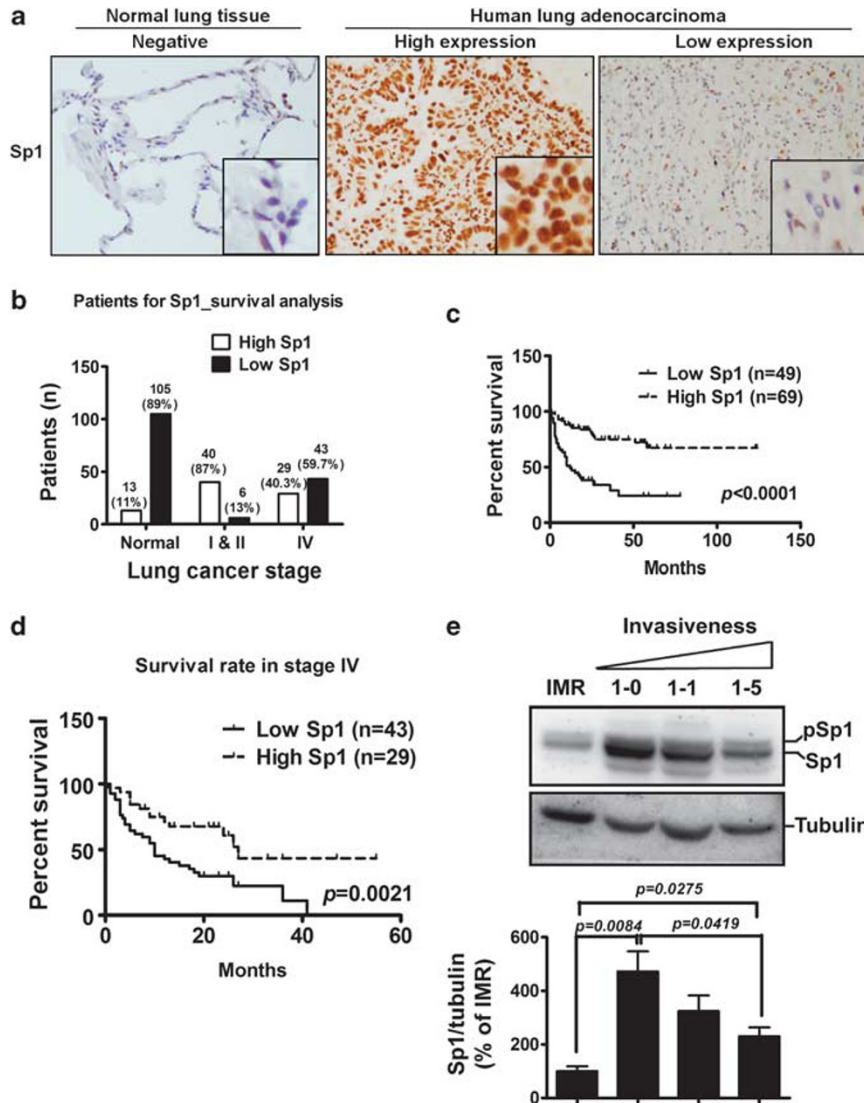 a
Normal lung tissue
Human lung adenocarcinoma
Negative
High expression
Low expression
Sp1
b
Patients for Sp1_survival analysis
High Sp1
Low Sp1
Patients (n)
150
100
50
0
13
(11%)
105
(89%)
40
(87%)
6
(13%)
29
(40.3%)
43
(59.7%)
Normal
I & II
IV
Lung cancer stage
c
Percent survival
150
100
50
0
Low Sp1 (n=49)
High Sp1 (n=69)
p<0.0001
0
50
100
150
Months
d
Survival rate in stage IV
Percent survival
150
100
50
0
Low Sp1 (n=43)
High Sp1 (n=29)
p=0.0021
0
20
40
60
Months
e
Invasiveness
IMR
1-0
1-1
1-5
pSp1
Sp1
Tubulin
p=0.0275
p=0.0084
p=0.0419
Sp1/tubulin
(% of IMR)
600
400
200
0